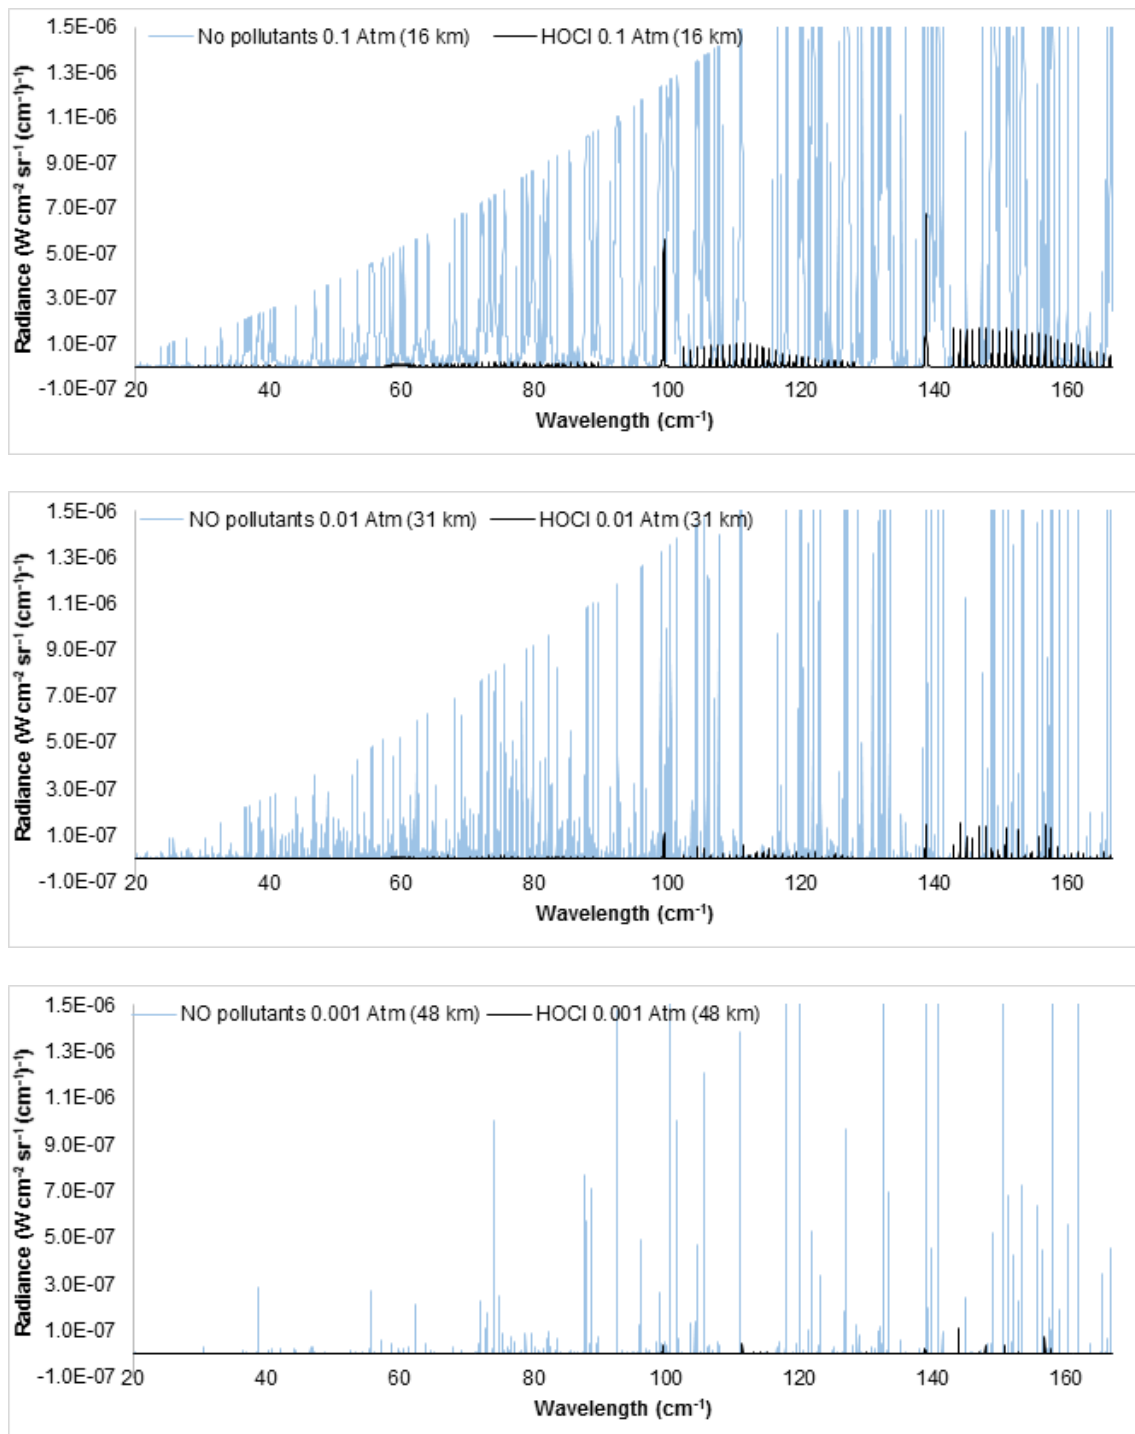 No pollutants 0.1 Atm (16 km) HOCl 0.1 Atm (16 km)
1.5E-06
1.3E-06
1.1E-06
9.0E-07
7.0E-07
5.0E-07
3.0E-07
1.0E-07
-1.0E-07
Radiance (W cm⁻² sr⁻¹ (cm⁻¹)⁻¹)
20 40 60 80 100 120 140 160
Wavelength (cm⁻¹)
NO pollutants 0.01 Atm (31 km) HOCl 0.01 Atm (31 km)
1.5E-06
1.3E-06
1.1E-06
9.0E-07
7.0E-07
5.0E-07
3.0E-07
1.0E-07
-1.0E-07
Radiance (W cm⁻² sr⁻¹ (cm⁻¹)⁻¹)
20 40 60 80 100 120 140 160
Wavelength (cm⁻¹)
NO pollutants 0.001 Atm (48 km) HOCl 0.001 Atm (48 km)
1.5E-06
1.3E-06
1.1E-06
9.0E-07
7.0E-07
5.0E-07
3.0E-07
1.0E-07
-1.0E-07
Radiance (W cm⁻² sr⁻¹ (cm⁻¹)⁻¹)
20 40 60 80 100 120 140 160
Wavelength (cm⁻¹)